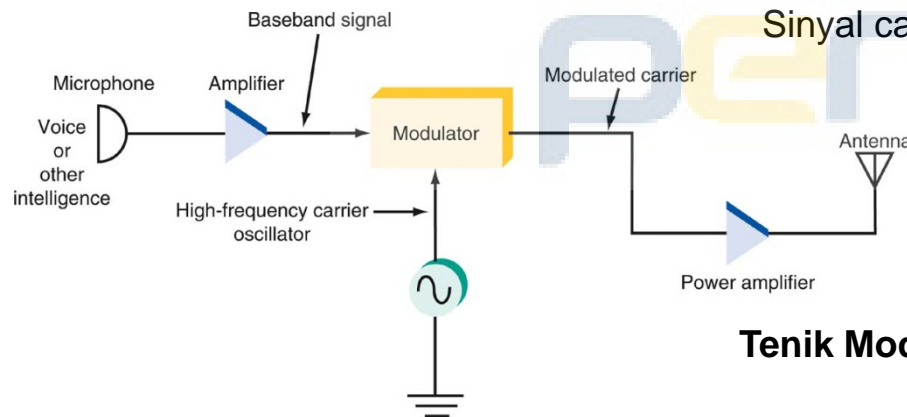 Baseband signal
Sinyal ca
Microphone
Amplifier
Modulated carrier
Voice
or
other
intelligence
Modulator
Antenna
High-frequency carrier
oscillator
Power amplifier
Tenik Mod